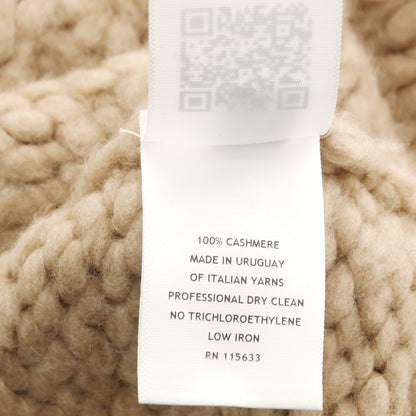 100% CASHMERE
MADE IN URUGUAY
OF ITALIAN YARNS
PROFESSIONAL DRY CLEAN
NO TRICHLOROETHYLENE
LOW IRON
RN 115633